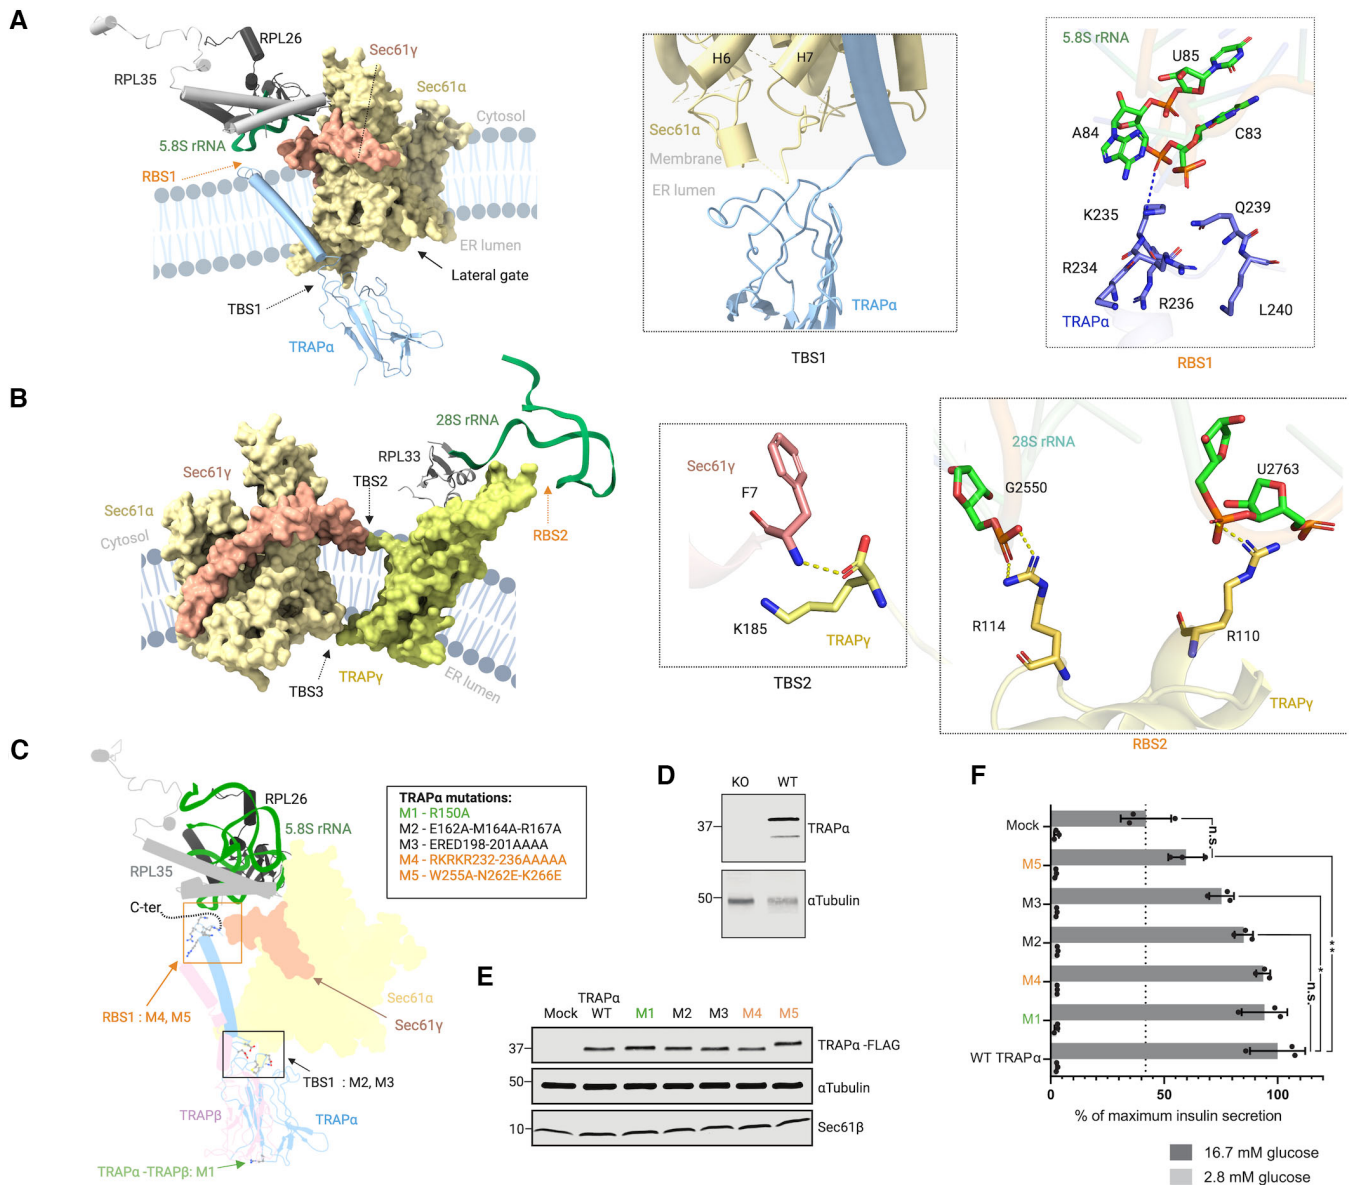 A
RPL26
RPL35
Sec61γ
Sec61α
Cytosol
5.8S rRNA
RBS1
ER lumen
Lateral gate
TBS1
TRAPα
H6
H7
Sec61α
Membrane
ER lumen
TRAPα
TBS1
5.8S rRNA
U85
A84
C83
K235
Q239
R234
R236
L240
TRAPα
RBS1
B
28S rRNA
RPL33
Sec61γ
TBS2
Sec61α
Cytosol
RBS2
TBS3
TRAPγ
ER lumen
Sec61γ
F7
K185
TRAPγ
TBS2
28S rRNA
G2550
U2763
R114
R110
TRAPγ
RBS2
C
RPL26
5.8S rRNA
RPL35
C-ter
Sec61α
RBS1 : M4, M5
Sec61γ
TBS1 : M2, M3
TRAPβ
TRAPα
TRAPα -TRAPβ: M1
TRAPα mutations:
M1 - R150A
M2 - E162A-M164A-R167A
M3 - ERED198-201AAAA
M4 - RKRKR232-236AAAAA
M5 - W255A-N262E-K266E
D
KO WT
37
TRAPα
50
αTubulin
E
Mock TRAPα WT M1 M2 M3 M4 M5
37
TRAPα -FLAG
50
αTubulin
10
Sec61β
F
Mock
M5
M3
M2
M4
M1
WT TRAPα
n.s.
**
*
n.s.
0 50 100
% of maximum insulin secretion
16.7 mM glucose
2.8 mM glucose